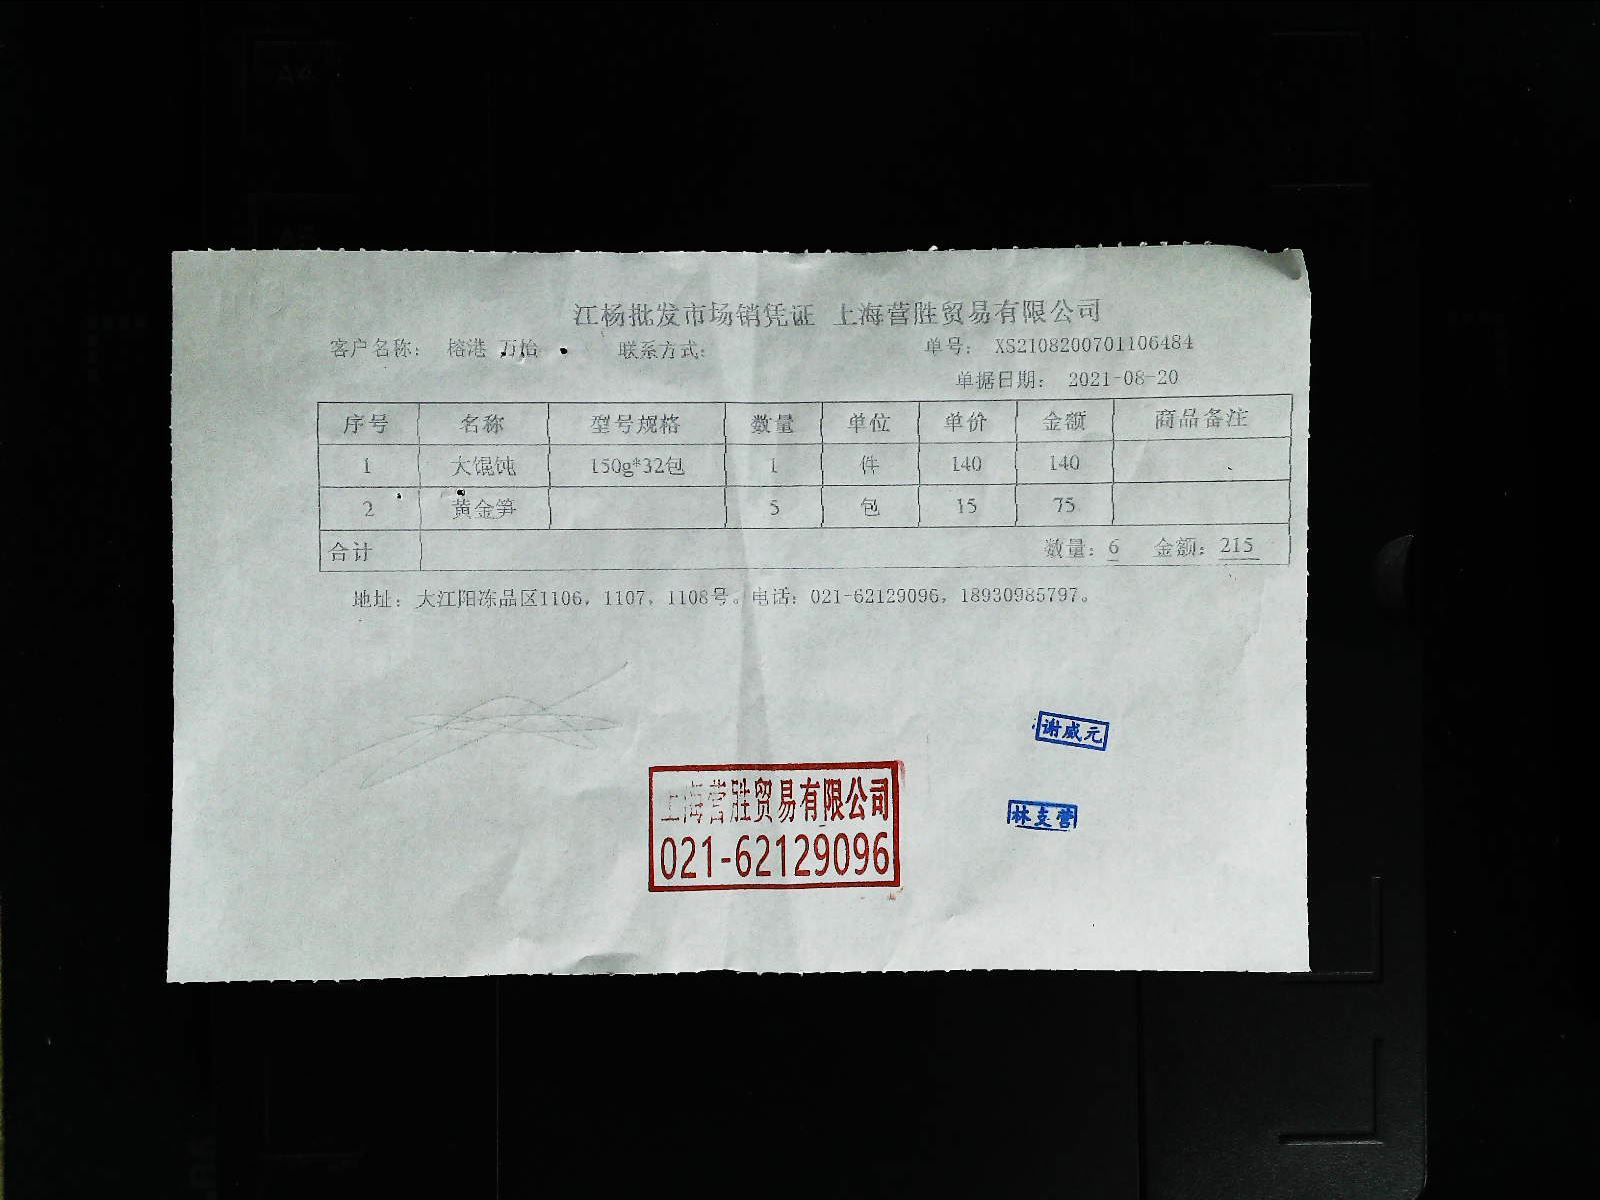 江杨批发市场销凭证 上海营胜贸易有限公司
客户名称： 榕港 万怡 联系方式： 单号： XS2108200701106484
单据日期： 2021-08-20
序号 名称 型号规格 数量 单位 单价 金额 商品备注
1 大馄饨 150g*32包 1 件 140 140
2 黄金笋 5 包 15 75
合计 数量：6 金额：215
地址：大江阳冻品区1106，1107，1108号。电话：021-62129096，18930985797。
谢威元
上海营胜贸易有限公司
林支营
021-62129096